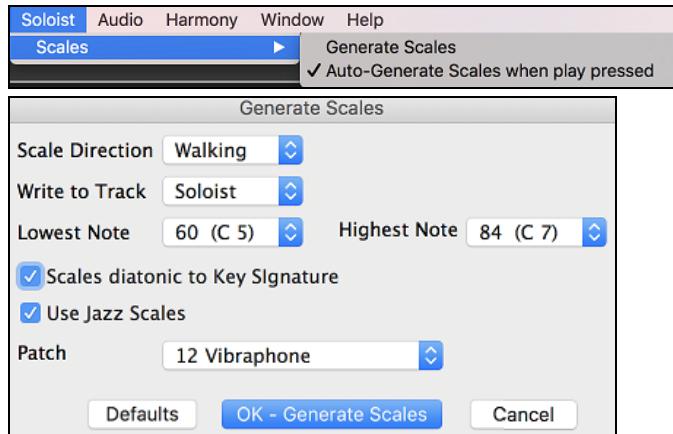 Soloist Audio Harmony Window Help
Scales Generate Scales
✓ Auto-Generate Scales when play pressed
Generate Scales
Scale Direction Walking
Write to Track Soloist
Lowest Note 60 (C 5) Highest Note 84 (C 7)
Scales diatonic to Key SIgnature
Use Jazz Scales
Patch 12 Vibraphone
Defaults OK - Generate Scales Cancel